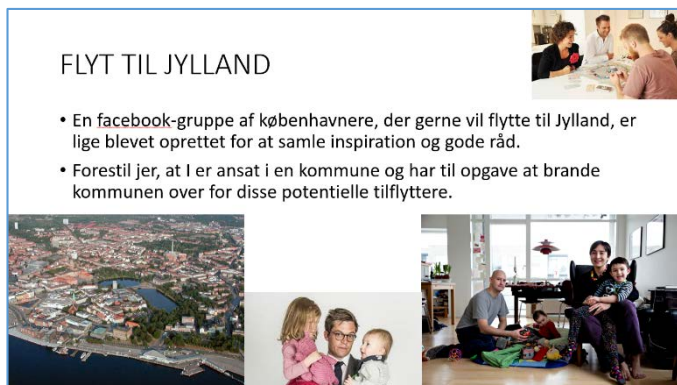 FLYT TIL JYLLAND
• En facebook-gruppe af københavnere, der gerne vil flytte til Jylland, er
lige blevet oprettet for at samle inspiration og gode råd.
• Forestil jer, at I er ansat i en kommune og har til opgave at brande
kommunen over for disse potentielle tilflyttere.